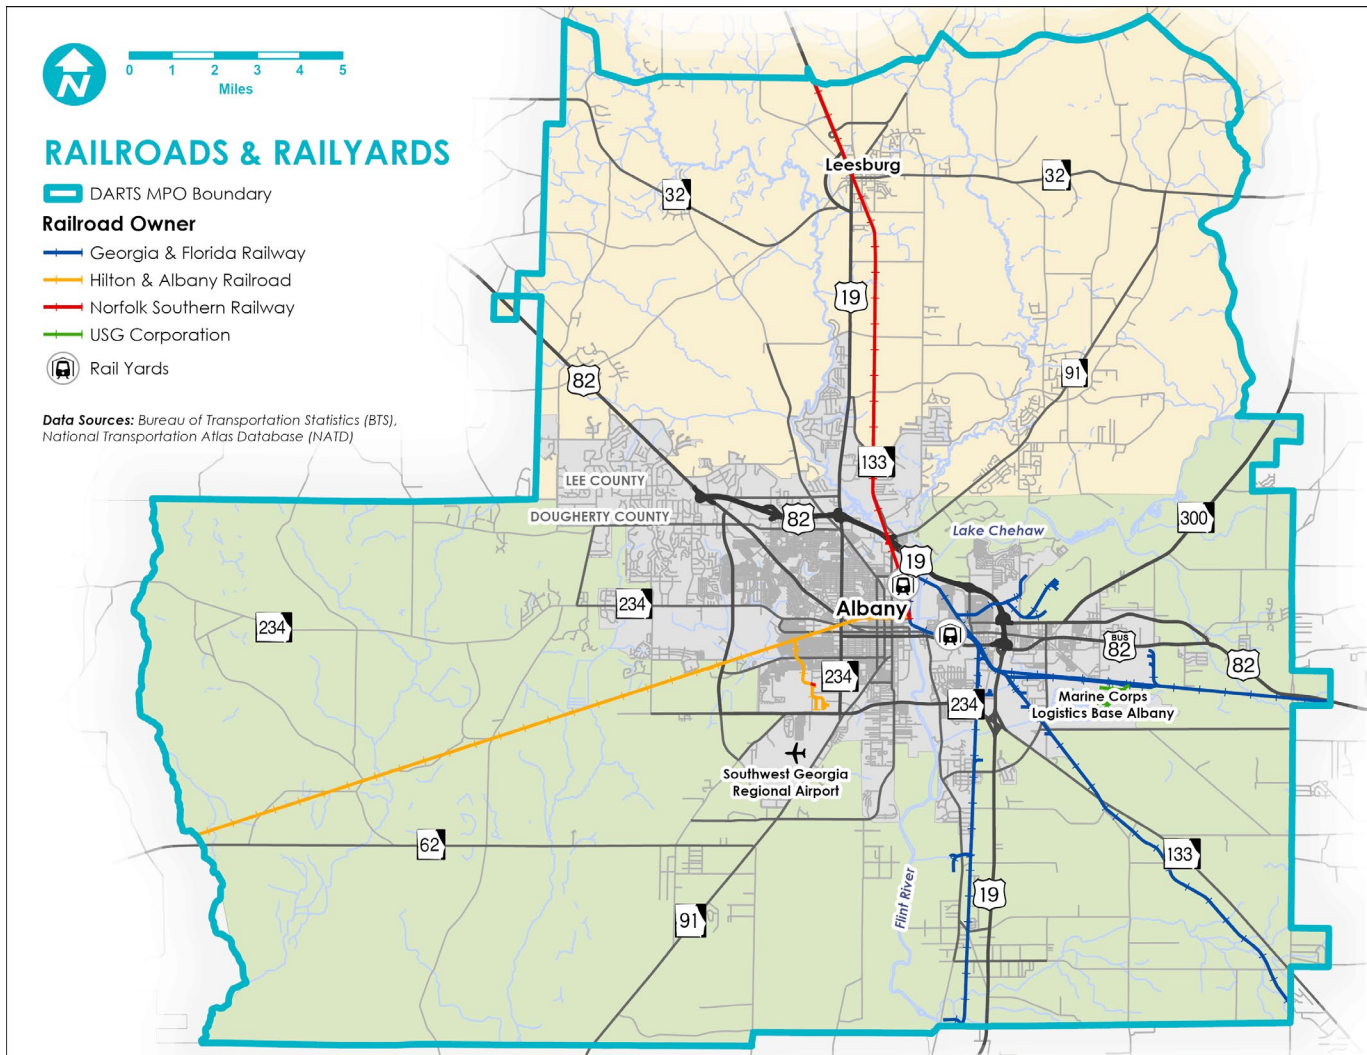 N
0 1 2 3 4 5
Miles
RAILROADS & RAILYARDS
DARTS MPO Boundary
Railroad Owner
Georgia & Florida Railway
Hilton & Albany Railroad
Norfolk Southern Railway
USG Corporation
Rail Yards
Data Sources: Bureau of Transportation Statistics (BTS),
National Transportation Atlas Database (NATD)
Leesburg
32
32
19
82
91
133
LEE COUNTY
DOUGHERTY COUNTY
82
300
Lake Chehaw
19
234
234
Albany
BUS
82
82
234
234
Marine Corps
Logistics Base Albany
Southwest Georgia
Regional Airport
62
133
Flint River
19
91